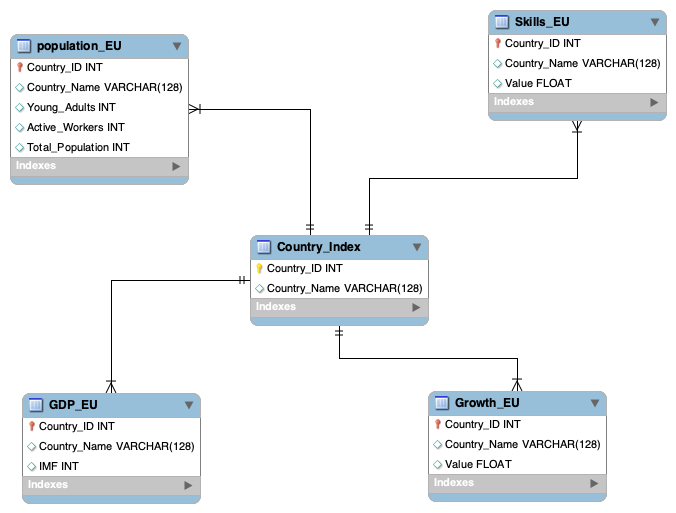 population_EU
Country_ID INT
Country_Name VARCHAR(128)
Young_Adults INT
Active_Workers INT
Total_Population INT
Indexes
Skills_EU
Country_ID INT
Country_Name VARCHAR(128)
Value FLOAT
Indexes
Country_Index
Country_ID INT
Country_Name VARCHAR(128)
Indexes
GDP_EU
Country_ID INT
Country_Name VARCHAR(128)
IMF INT
Indexes
Growth_EU
Country_ID INT
Country_Name VARCHAR(128)
Value FLOAT
Indexes